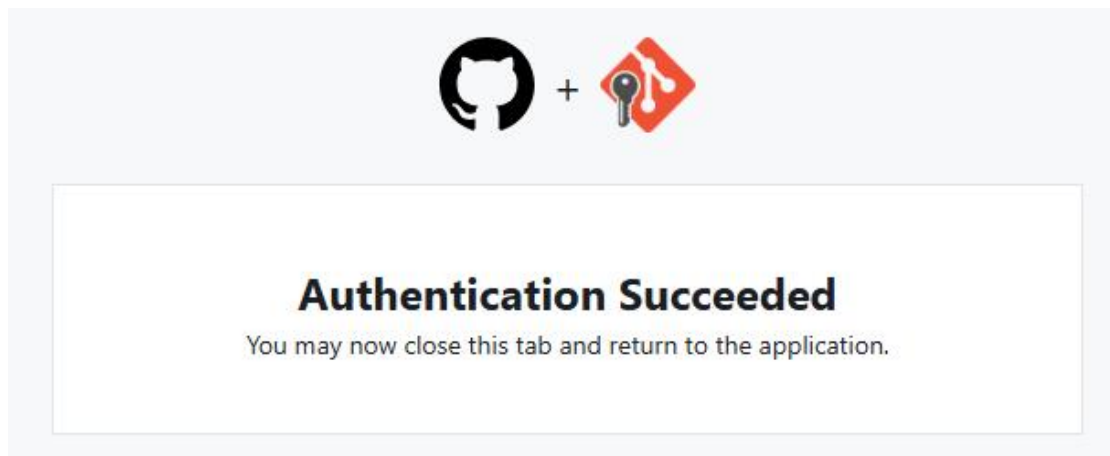 +
Authentication Succeeded
You may now close this tab and return to the application.